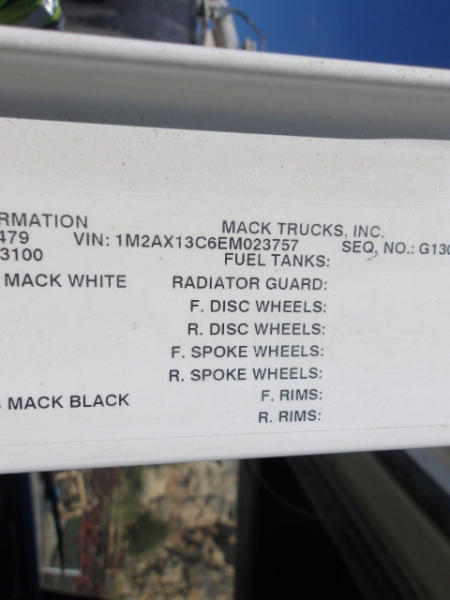 RMATION MACK TRUCKS, INC.
479 VIN: 1M2AX13C6EM023757 SEQ. NO.: G130
3100 FUEL TANKS:
MACK WHITE RADIATOR GUARD:
F. DISC WHEELS:
R. DISC WHEELS:
F. SPOKE WHEELS:
R. SPOKE WHEELS:
MACK BLACK F. RIMS:
R. RIMS: